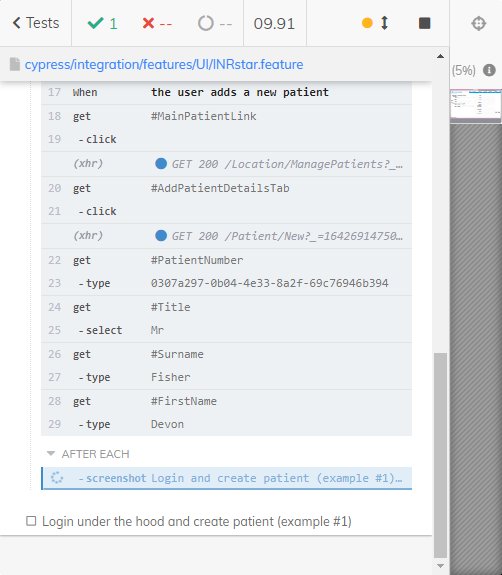 Tests 1 -- -- 09.91
cypress/integration/features/UI/INRstar.feature
(5%)
17 When the user adds a new patient
18 get #MainPatientLink
19 - click
(xhr) GET 200 /Location/ManagePatients?_…
20 get #AddPatientDetailsTab
21 - click
(xhr) GET 200 /Patient/New?_=16426914750…
22 get #PatientNumber
23 - type 0307a297-0b04-4e33-8a2f-69c76946b394
24 get #Title
25 - select Mr
26 get #Surname
27 - type Fisher
28 get #FirstName
29 - type Devon
AFTER EACH
- screenshot Login and create patient (example #1)…
Login under the hood and create patient (example #1)